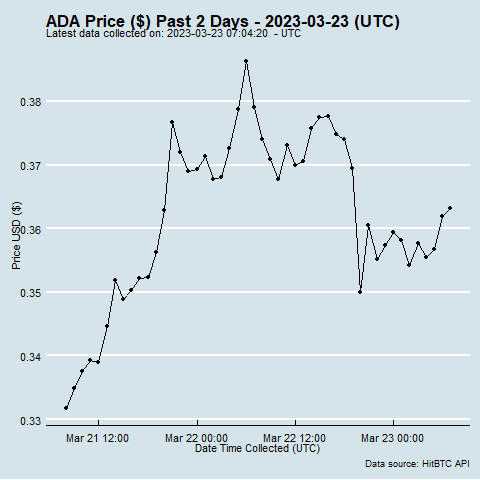 ADA Price ($) Past 2 Days - 2023-03-23 (UTC)
Latest data collected on: 2023-03-23 07:04:20  - UTC
Price USD ($)
0.38
0.37
0.36
0.35
0.34
0.33
Mar 21 12:00
Mar 22 00:00
Mar 22 12:00
Mar 23 00:00
Date Time Collected (UTC)
Data source: HitBTC API